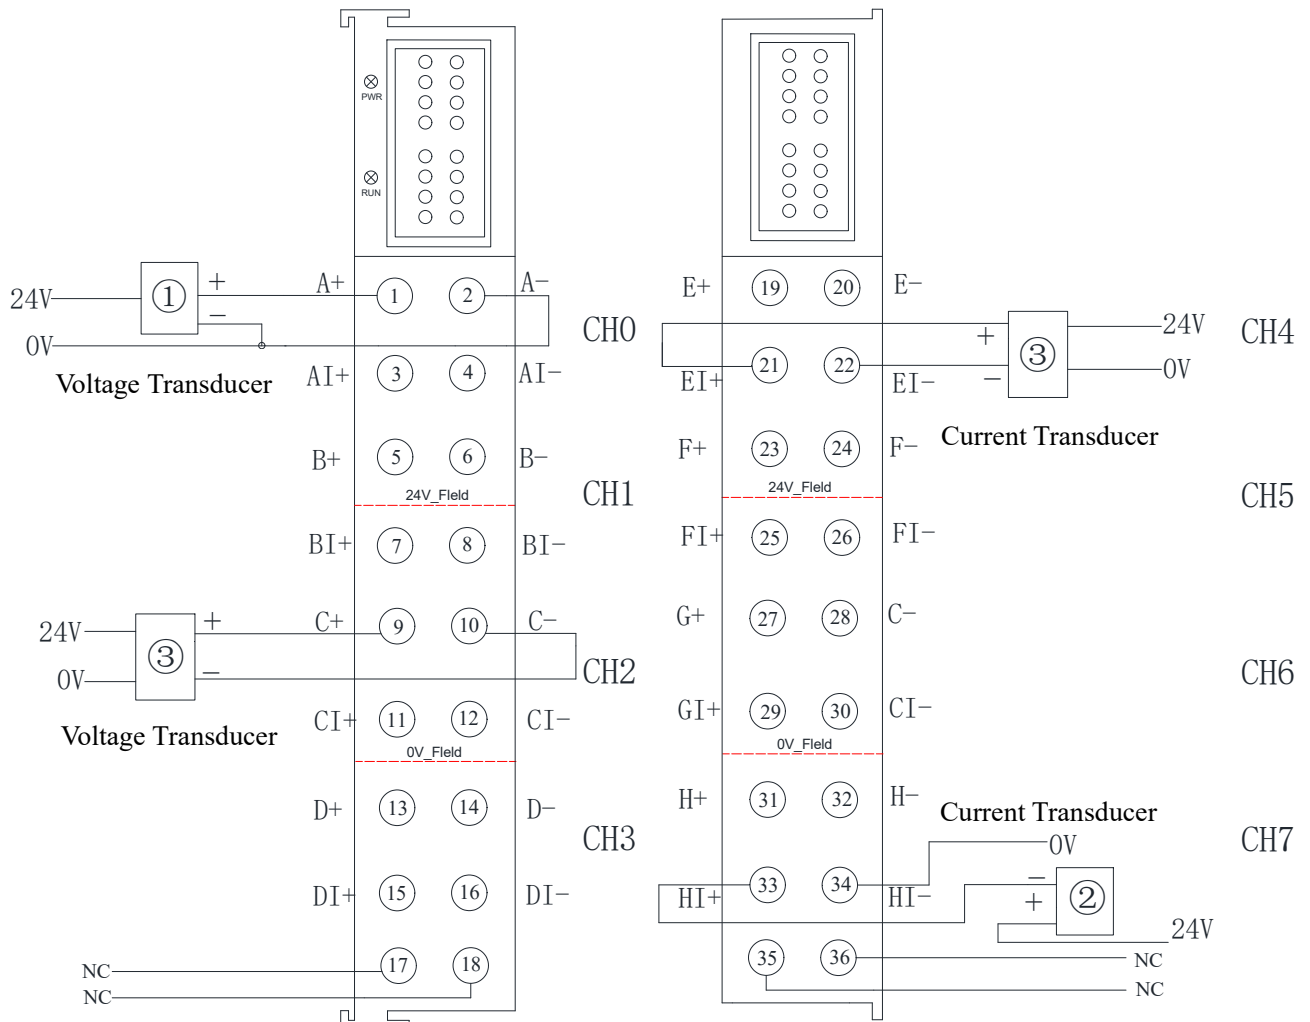 PWR
RUN
24V
①
+
−
0V
Voltage Transducer
A+
1
2
A−
CH0
AI+
3
4
AI−
B+
5
6
B−
24V_FIeld
CH1
BI+
7
8
BI−
24V
0V
③
+
−
Voltage Transducer
C+
9
10
C−
CH2
CI+
11
12
CI−
0V_FIeld
D+
13
14
D−
CH3
DI+
15
16
DI−
NC
17
18
NC
E+
19
20
E−
+
−
③
24V
0V
CH4
EI+
21
22
EI−
Current Transducer
F+
23
24
F−
24V_FIeld
CH5
FI+
25
26
FI−
G+
27
28
C−
CH6
GI+
29
30
CI−
0V_FIeld
H+
31
32
H−
Current Transducer
0V
CH7
HI+
33
34
HI−
−
+
②
24V
35
36
NC
NC